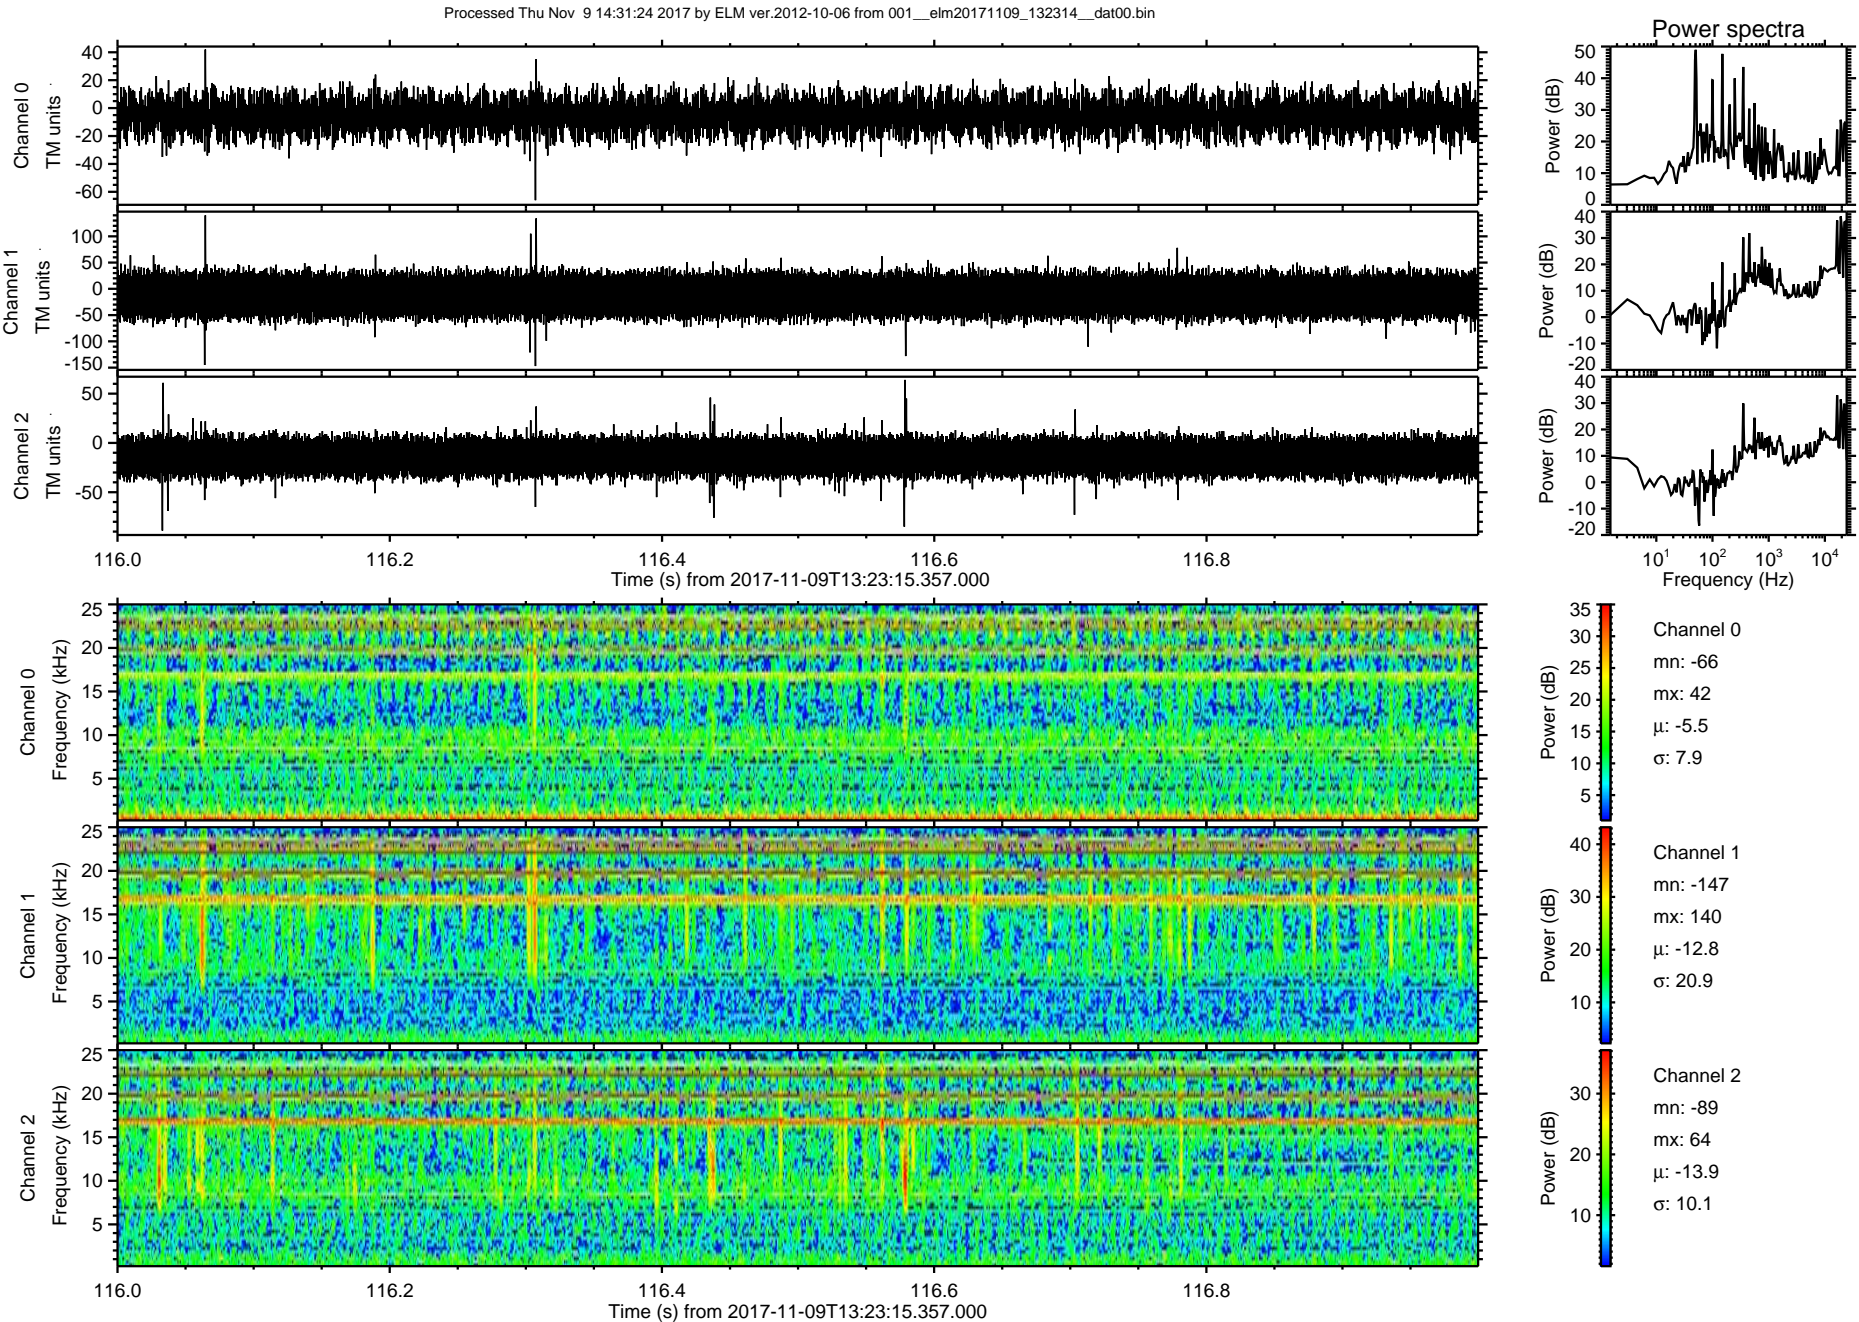 Processed Thu Nov  9 14:31:24 2017 by ELM ver.2012-10-06 from 001__elm20171109_132314__dat00.bin
Power spectra
Channel 0
TM units
40
20
0
-20
-40
-60
Power (dB)
50
40
30
20
10
0
Channel 1
TM units
100
50
0
-50
-100
-150
Power (dB)
40
30
20
10
0
-10
-20
Channel 2
TM units
50
0
-50
Power (dB)
40
30
20
10
0
-10
-20
116.0 116.2 116.4 116.6 116.8
Time (s) from 2017-11-09T13:23:15.357.000
10¹ 10² 10³ 10⁴
Frequency (Hz)
Channel 0
Frequency (kHz)
25
20
15
10
5
Power (dB)
35
30
25
20
15
10
5
Channel 0
mn: -66
mx: 42
μ: -5.5
σ: 7.9
Channel 1
Frequency (kHz)
25
20
15
10
5
Power (dB)
40
30
20
10
Channel 1
mn: -147
mx: 140
μ: -12.8
σ: 20.9
Channel 2
Frequency (kHz)
25
20
15
10
5
Power (dB)
30
20
10
Channel 2
mn: -89
mx: 64
μ: -13.9
σ: 10.1
116.0 116.2 116.4 116.6 116.8
Time (s) from 2017-11-09T13:23:15.357.000